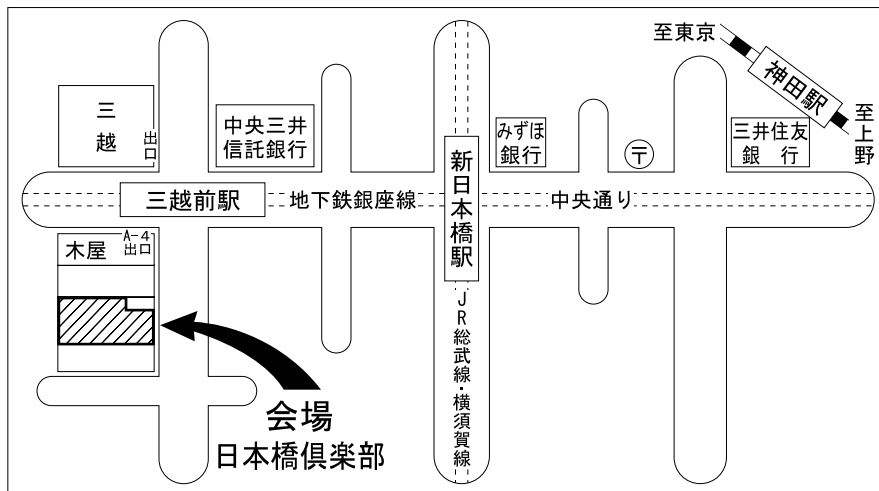 至東京
神田駅
至上野
三越
出口
中央三井
信託銀行
みずほ
銀行
〒
三井住友
銀行
三越前駅
地下鉄銀座線
新日本橋駅
中央通り
木屋
A-4
出口
JR総武線・横須賀線
会場
日本橋倶楽部